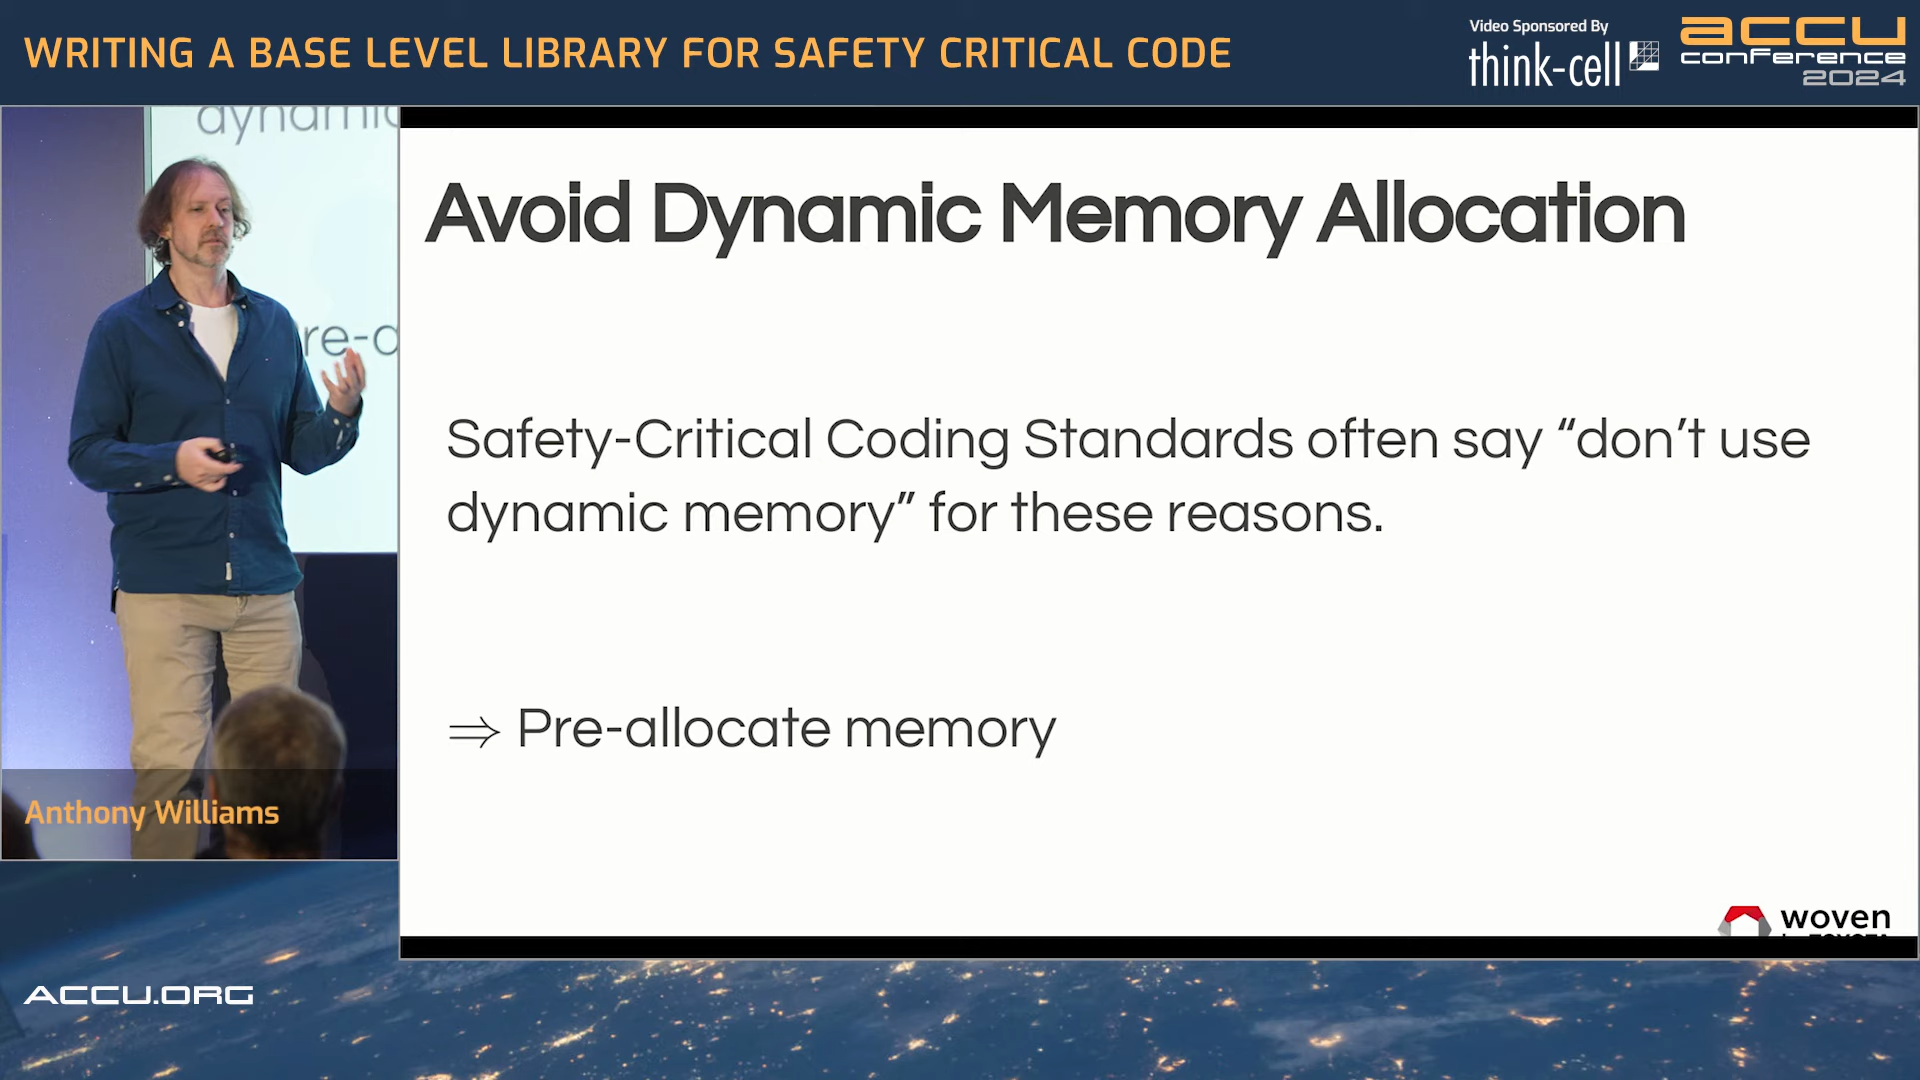 WRITING A BASE LEVEL LIBRARY FOR SAFETY CRITICAL CODE
Video Sponsored By
think-cell
accu
conference
2024
dynamic
re-a
Avoid Dynamic Memory Allocation
Safety-Critical Coding Standards often say “don’t use
dynamic memory” for these reasons.
⇒ Pre-allocate memory
woven
Anthony Williams
ACCU.ORG